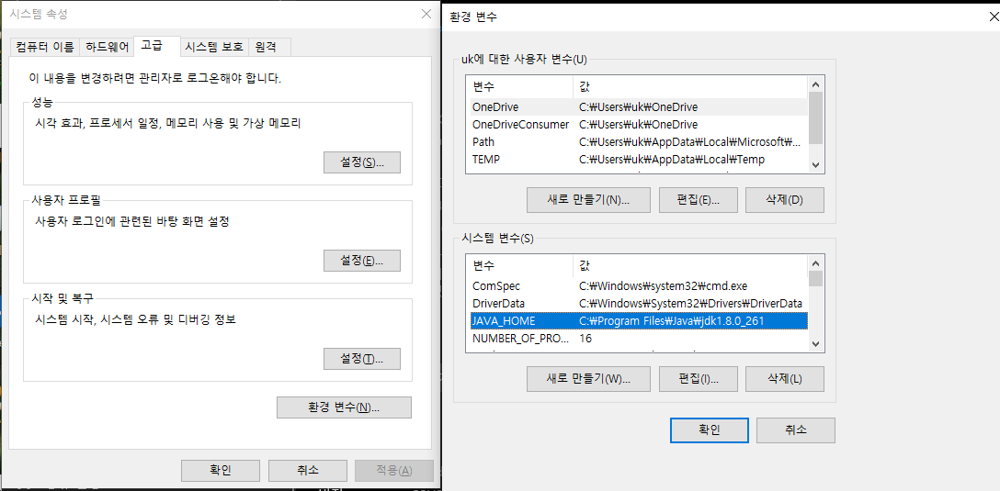 시스템 속성
컴퓨터 이름 하드웨어 고급 시스템 보호 원격
이 내용을 변경하려면 관리자로 로그온해야 합니다.
성능
시각 효과, 프로세서 일정, 메모리 사용 및 가상 메모리
설정(S)...
사용자 프로필
사용자 로그인에 관련된 바탕 화면 설정
설정(E)...
시작 및 복구
시스템 시작, 시스템 오류 및 디버깅 정보
설정(T)...
환경 변수(N)...
확인 취소 적용(A)
환경 변수
uk에 대한 사용자 변수(U)
변수 값
OneDrive C:₩Users₩uk₩OneDrive
OneDriveConsumer C:₩Users₩uk₩OneDrive
Path C:₩Users₩uk₩AppData₩Local₩Microsoft₩...
TEMP C:₩Users₩uk₩AppData₩Local₩Temp
새로 만들기(N)... 편집(E)... 삭제(D)
시스템 변수(S)
변수 값
ComSpec C:₩Windows₩system32₩cmd.exe
DriverData C:₩Windows₩System32₩Drivers₩DriverData
JAVA_HOME C:₩Program Files₩Java₩jdk1.8.0_261
NUMBER_OF_PRO... 16
새로 만들기(W)... 편집(I)... 삭제(L)
확인 취소